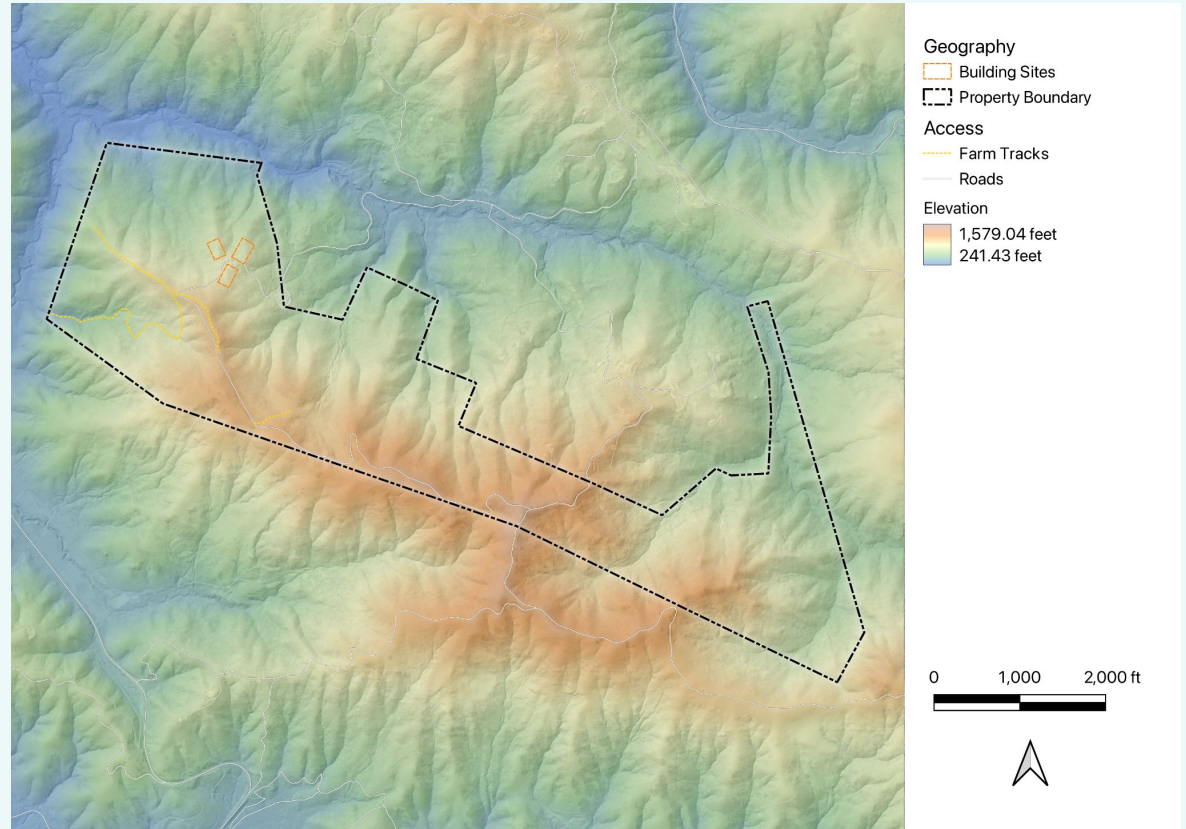 Geography
Building Sites
Property Boundary
Access
Farm Tracks
Roads
Elevation
1,579.04 feet
241.43 feet
0 1,000 2,000 ft